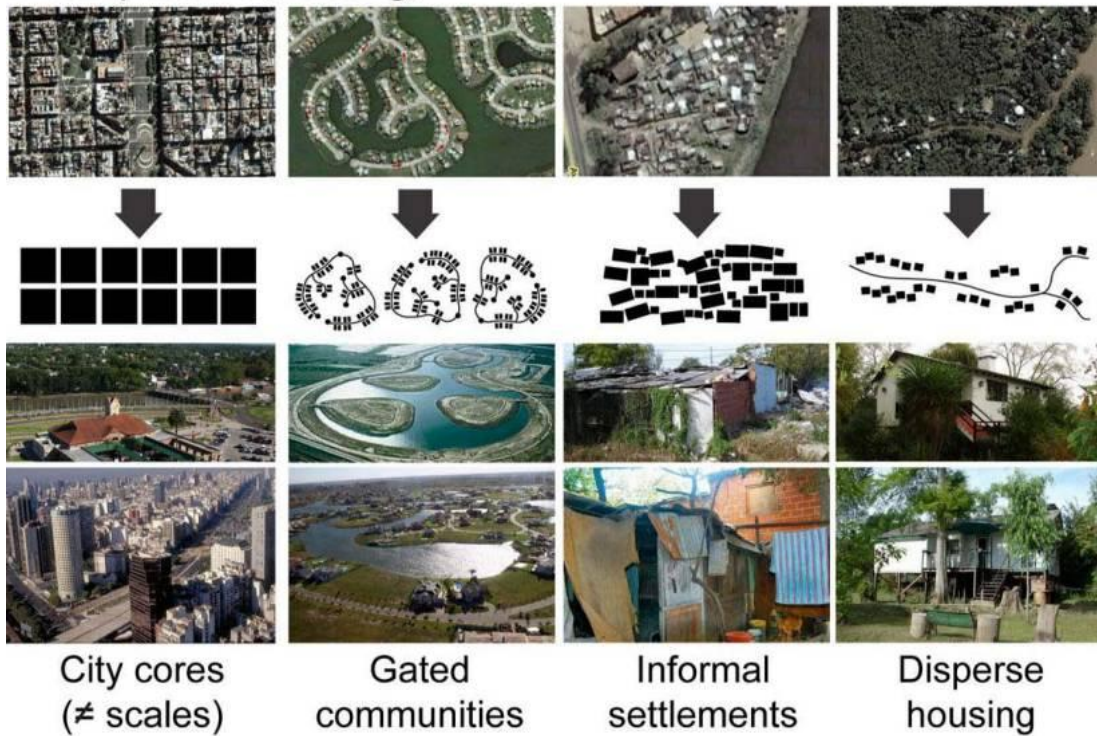 City cores
(≠ scales)
Gated
communities
Informal
settlements
Disperse
housing